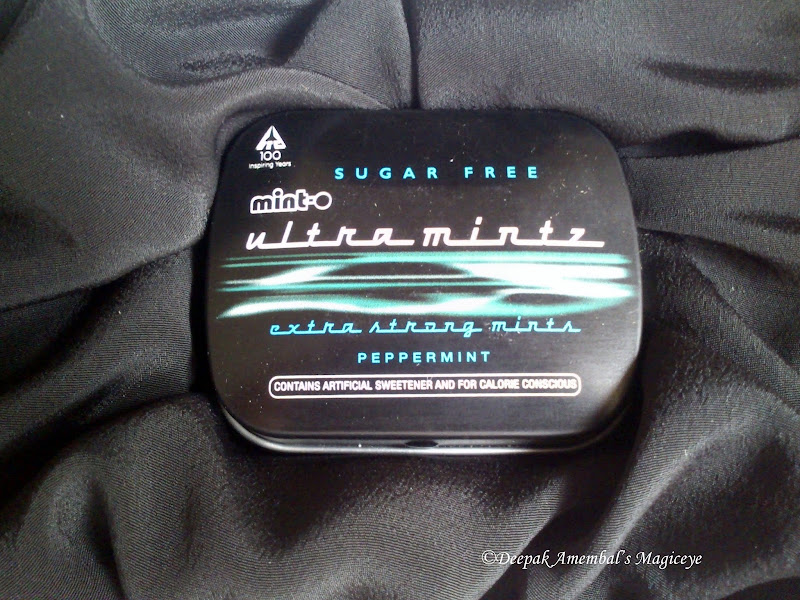 ITC
100
Inspiring Years
SUGAR FREE
mint-o
ultra mintz
extra strong mints
PEPPERMINT
CONTAINS ARTIFICIAL SWEETENER AND FOR CALORIE CONSCIOUS
©Deepak Amembal's Magiceye